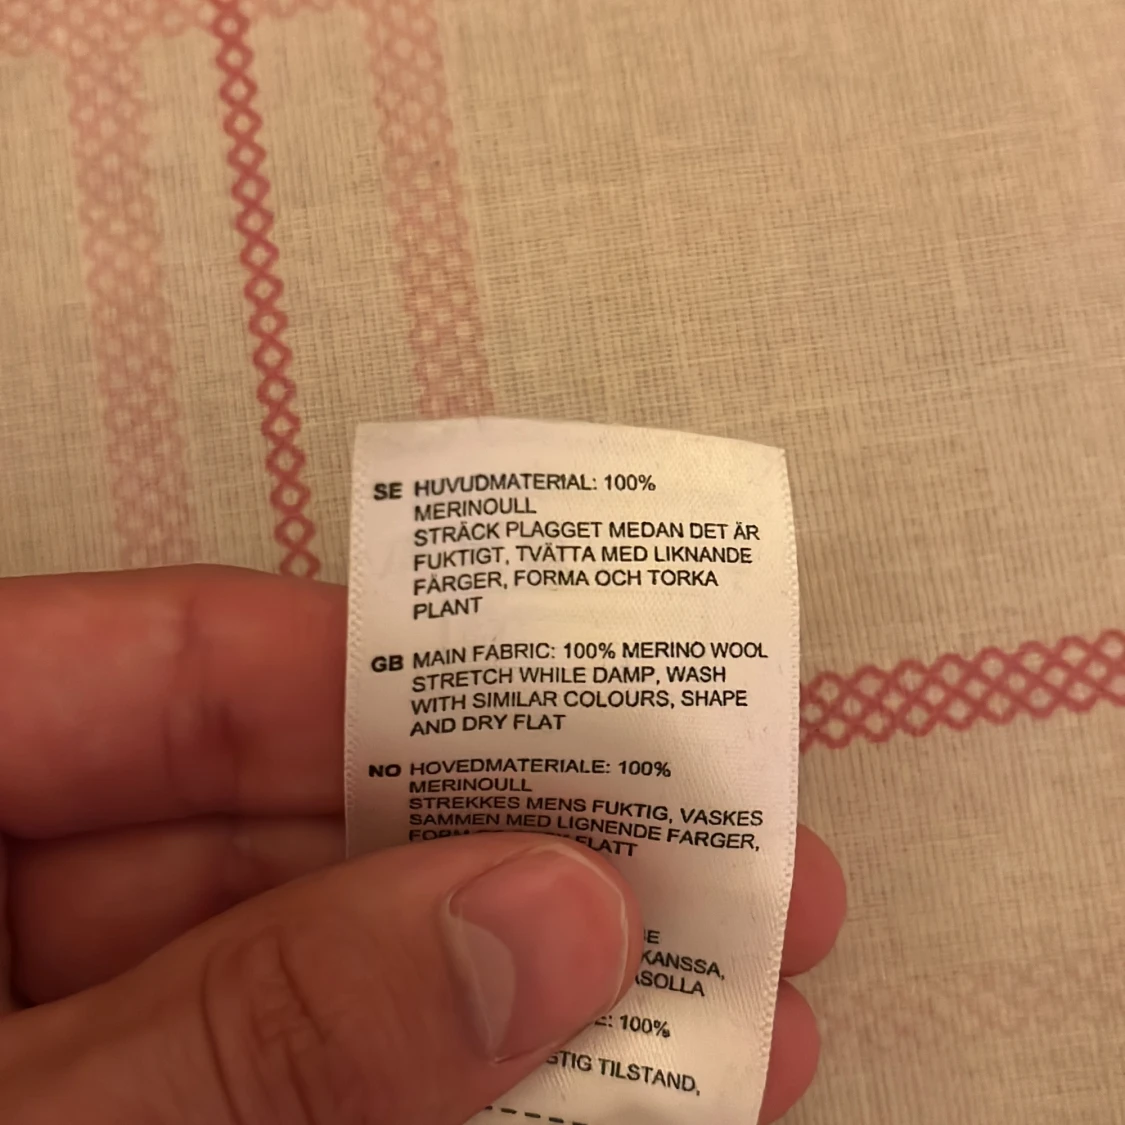 SE HUVUDMATERIAL: 100%
MERINOULL
STRÄCK PLAGGET MEDAN DET ÄR
FUKTIGT, TVÄTTA MED LIKNANDE
FÄRGER, FORMA OCH TORKA
PLANT
GB MAIN FABRIC: 100% MERINO WOOL
STRETCH WHILE DAMP, WASH
WITH SIMILAR COLOURS, SHAPE
AND DRY FLAT
NO HOVEDMATERIALE: 100%
MERINOULL
STREKKES MENS FUKTIG, VASKES
SAMMEN MED LIGNENDE FARGER,
FLATT
KANSSA,
100%
TILSTAND,